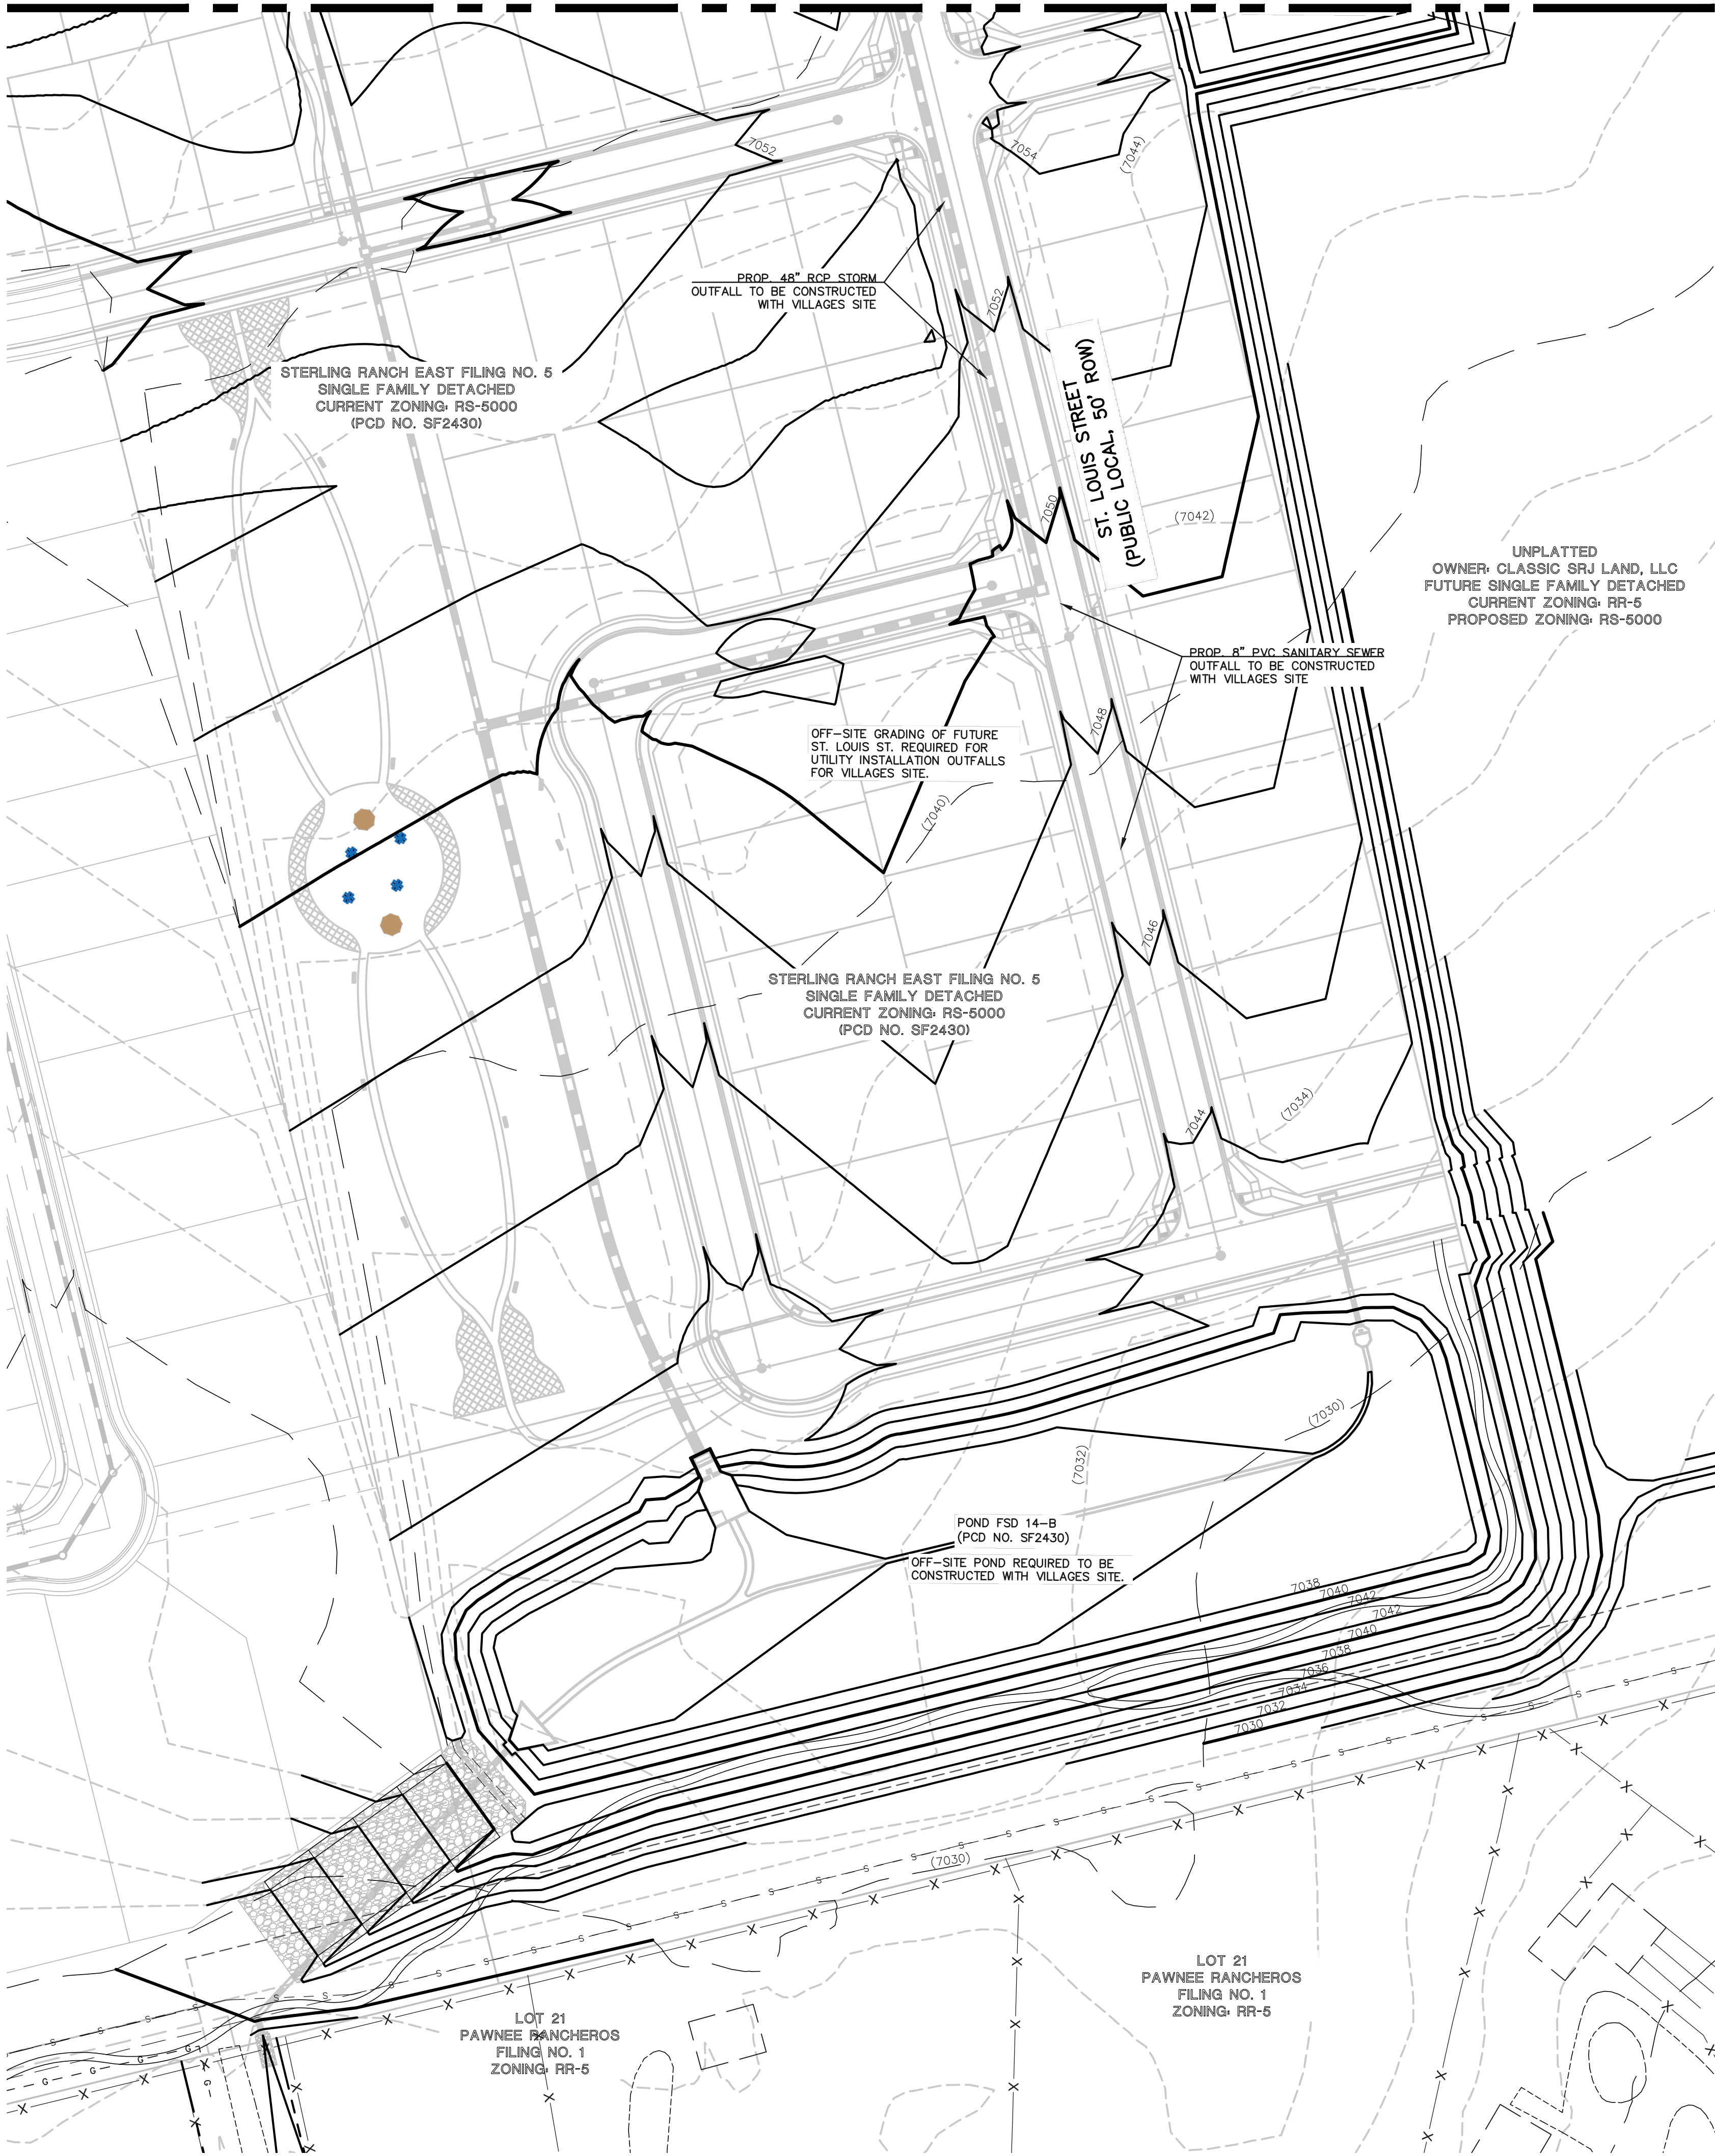 7052
7054
(7044)
PROP. 48" RCP STORM
OUTFALL TO BE CONSTRUCTED
WITH VILLAGES SITE
7052
STERLING RANCH EAST FILING NO. 5
SINGLE FAMILY DETACHED
CURRENT ZONING: RS-5000
(PCD NO. SF2430)
ST. LOUIS STREET
(PUBLIC LOCAL, 50' ROW)
7050
(7042)
UNPLATTED
OWNER: CLASSIC SRJ LAND, LLC
FUTURE SINGLE FAMILY DETACHED
CURRENT ZONING: RR-5
PROPOSED ZONING: RS-5000
PROP. 8" PVC SANITARY SEWER
OUTFALL TO BE CONSTRUCTED
WITH VILLAGES SITE
7048
OFF-SITE GRADING OF FUTURE
ST. LOUIS ST. REQUIRED FOR
UTILITY INSTALLATION OUTFALLS
FOR VILLAGES SITE.
(7040)
7046
STERLING RANCH EAST FILING NO. 5
SINGLE FAMILY DETACHED
CURRENT ZONING: RS-5000
(PCD NO. SF2430)
7044
(7034)
(7030)
(7032)
POND FSD 14-B
(PCD NO. SF2430)
OFF-SITE POND REQUIRED TO BE
CONSTRUCTED WITH VILLAGES SITE.
7038
7040
7042
7042
7040
7038
7036
7034
7032
7030
(7030)
LOT 21
PAWNEE RANCHEROS
FILING NO. 1
ZONING: RR-5
LOT 21
PAWNEE RANCHEROS
FILING NO. 1
ZONING: RR-5